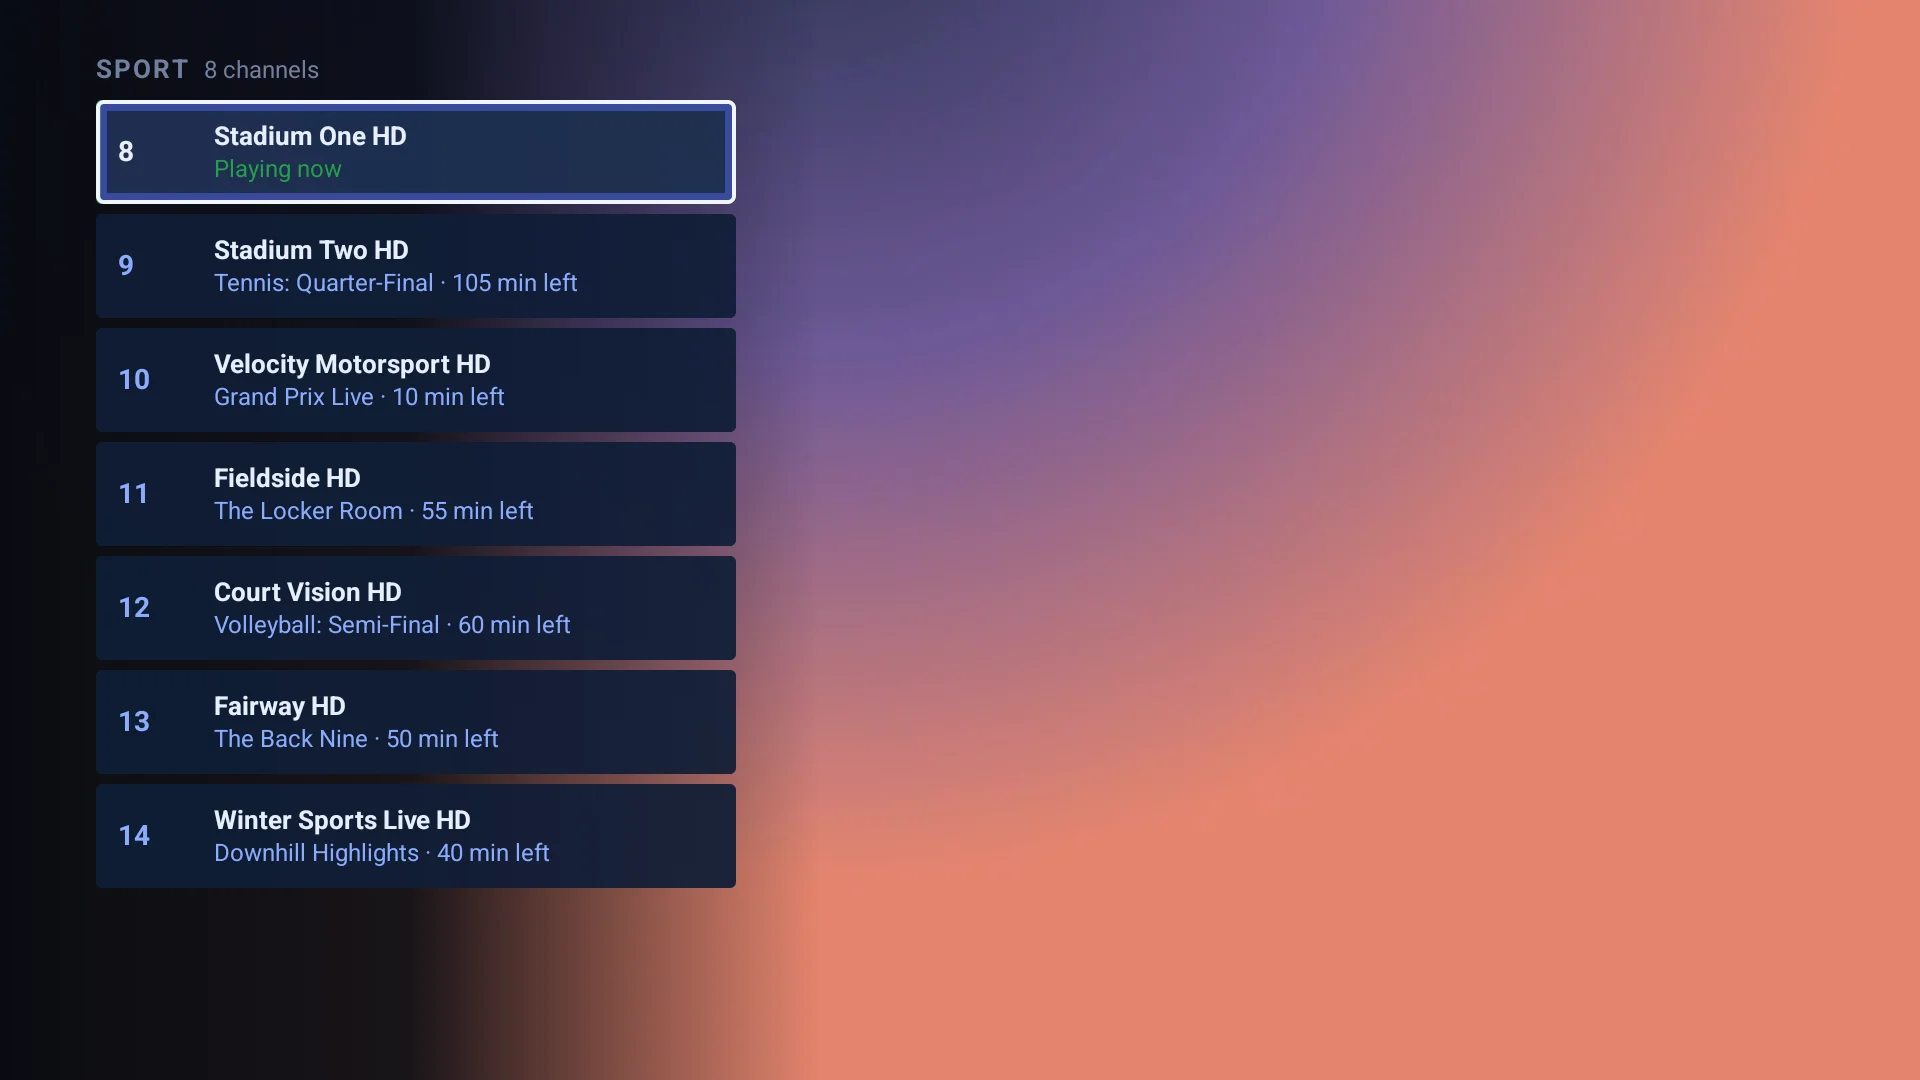 SPORT 8 channels
8
Stadium One HD
Playing now
9
Stadium Two HD
Tennis: Quarter-Final · 105 min left
10
Velocity Motorsport HD
Grand Prix Live · 10 min left
11
Fieldside HD
The Locker Room · 55 min left
12
Court Vision HD
Volleyball: Semi-Final · 60 min left
13
Fairway HD
The Back Nine · 50 min left
14
Winter Sports Live HD
Downhill Highlights · 40 min left